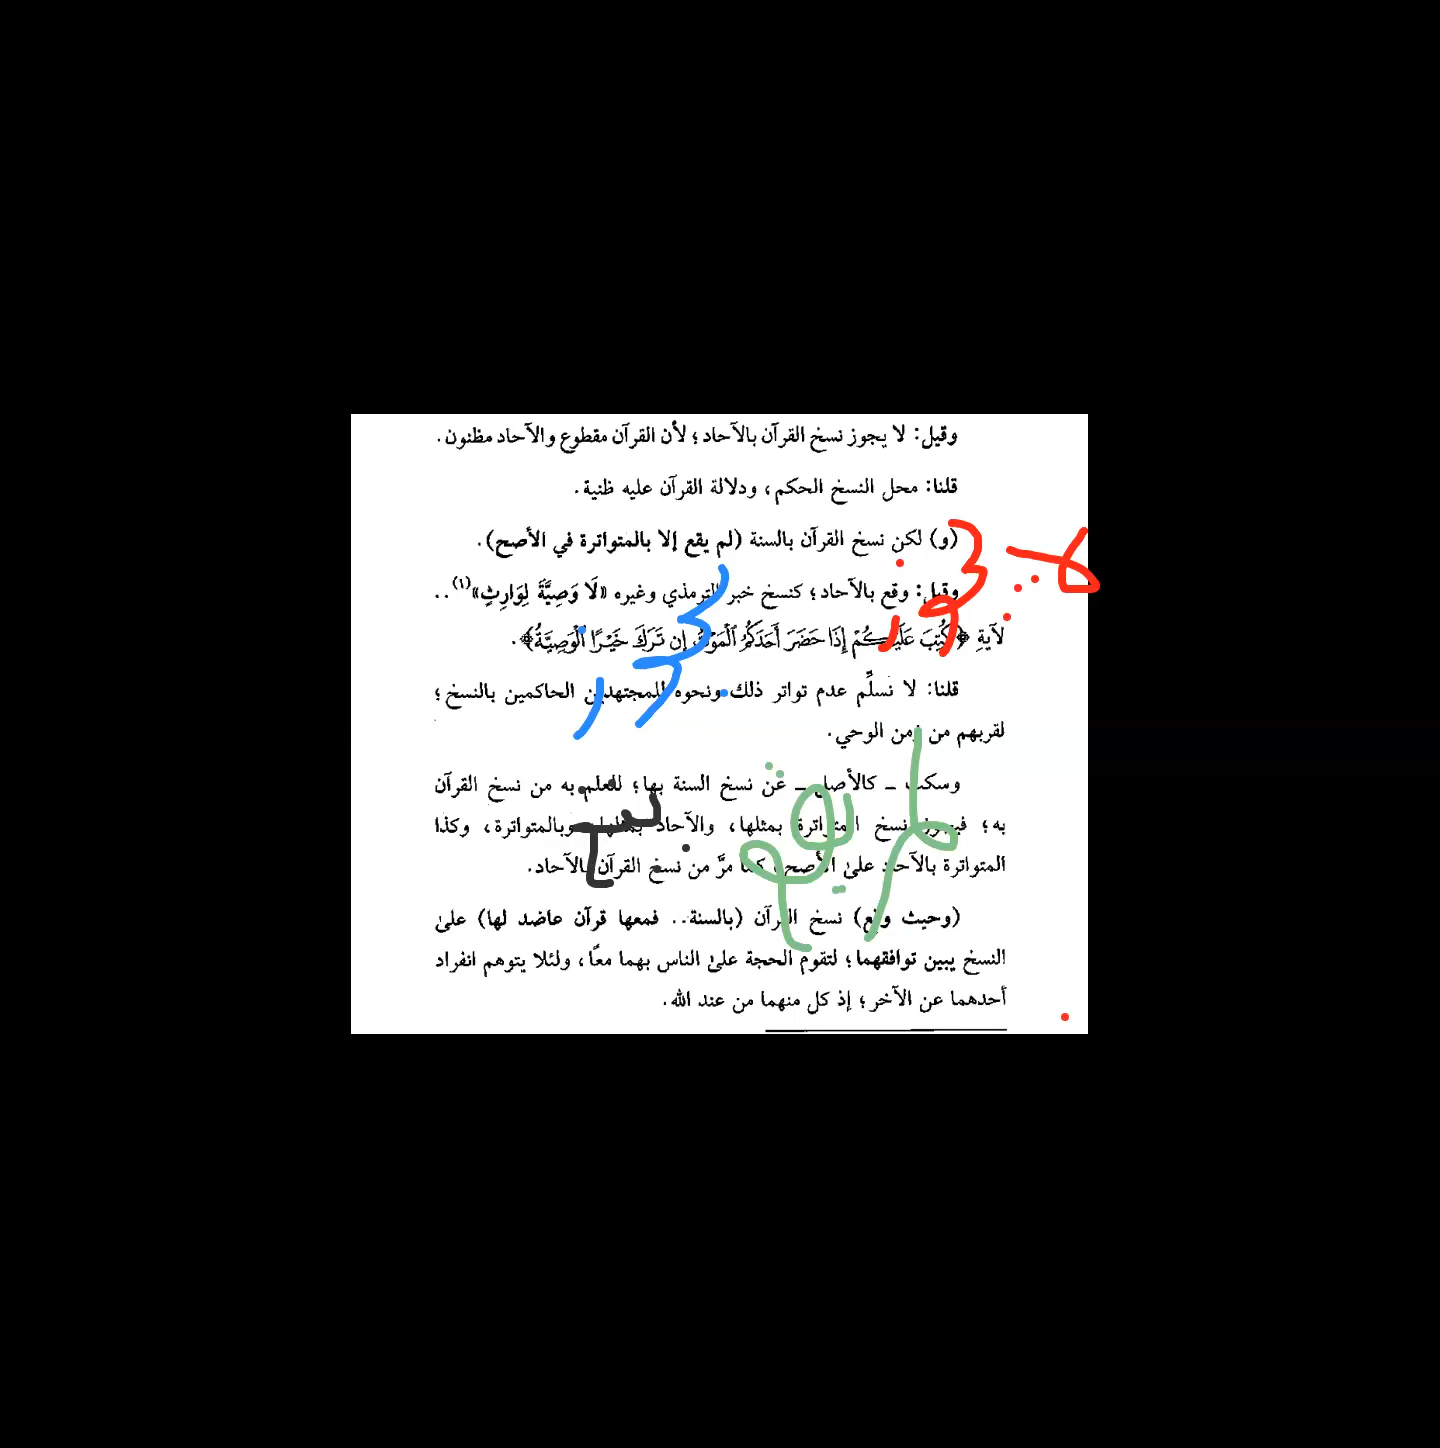 وقيل: لا يجوز نسخ القرآن بالآحاد؛ لأن القرآن مقطوع والآحاد مظنون.
قلنا: محل النسخ الحكم، ودلالة القرآن عليه ظنية.
(و) لكن نسخ القرآن بالسنة (لم يقع إلا بالمتواترة في الأصح).
وقيل: وقع بالآحاد؛ كنسخ خبر الترمذي وغيره «لَا وَصِيَّةَ لِوَارِثٍ»(١)..
لآيةِ ﴿كُتِبَ عَلَيْكُمْ إِذَا حَضَرَ أَحَدَكُمُ الْمَوْتُ إِن تَرَكَ خَيْرًا الْوَصِيَّةُ﴾.
قلنا: لا نسلِّم عدم تواتر ذلك ونحوه للمجتهدين الحاكمين بالنسخ؛
لقربهم من زمن الوحي.
وسكت ـ كالأصل ـ عن نسخ السنة بها؛ للعلم به من نسخ القرآن
به؛ فيجوز نسخ المتواترة بمثلها، والآحاد بمثلها وبالمتواترة، وكذا
المتواترة بالآحاد علىٰ الأصح كما مرَّ من نسخ القرآن بالآحاد.
(وحيث وقع) نسخ القرآن (بالسنة.. فمعها قرآن عاضد لها) علىٰ
النسخ يبين توافقهما؛ لتقوم الحجة علىٰ الناس بهما معًا، ولئلا يتوهم انفراد
أحدهما عن الآخر؛ إذ كل منهما من عند الله.